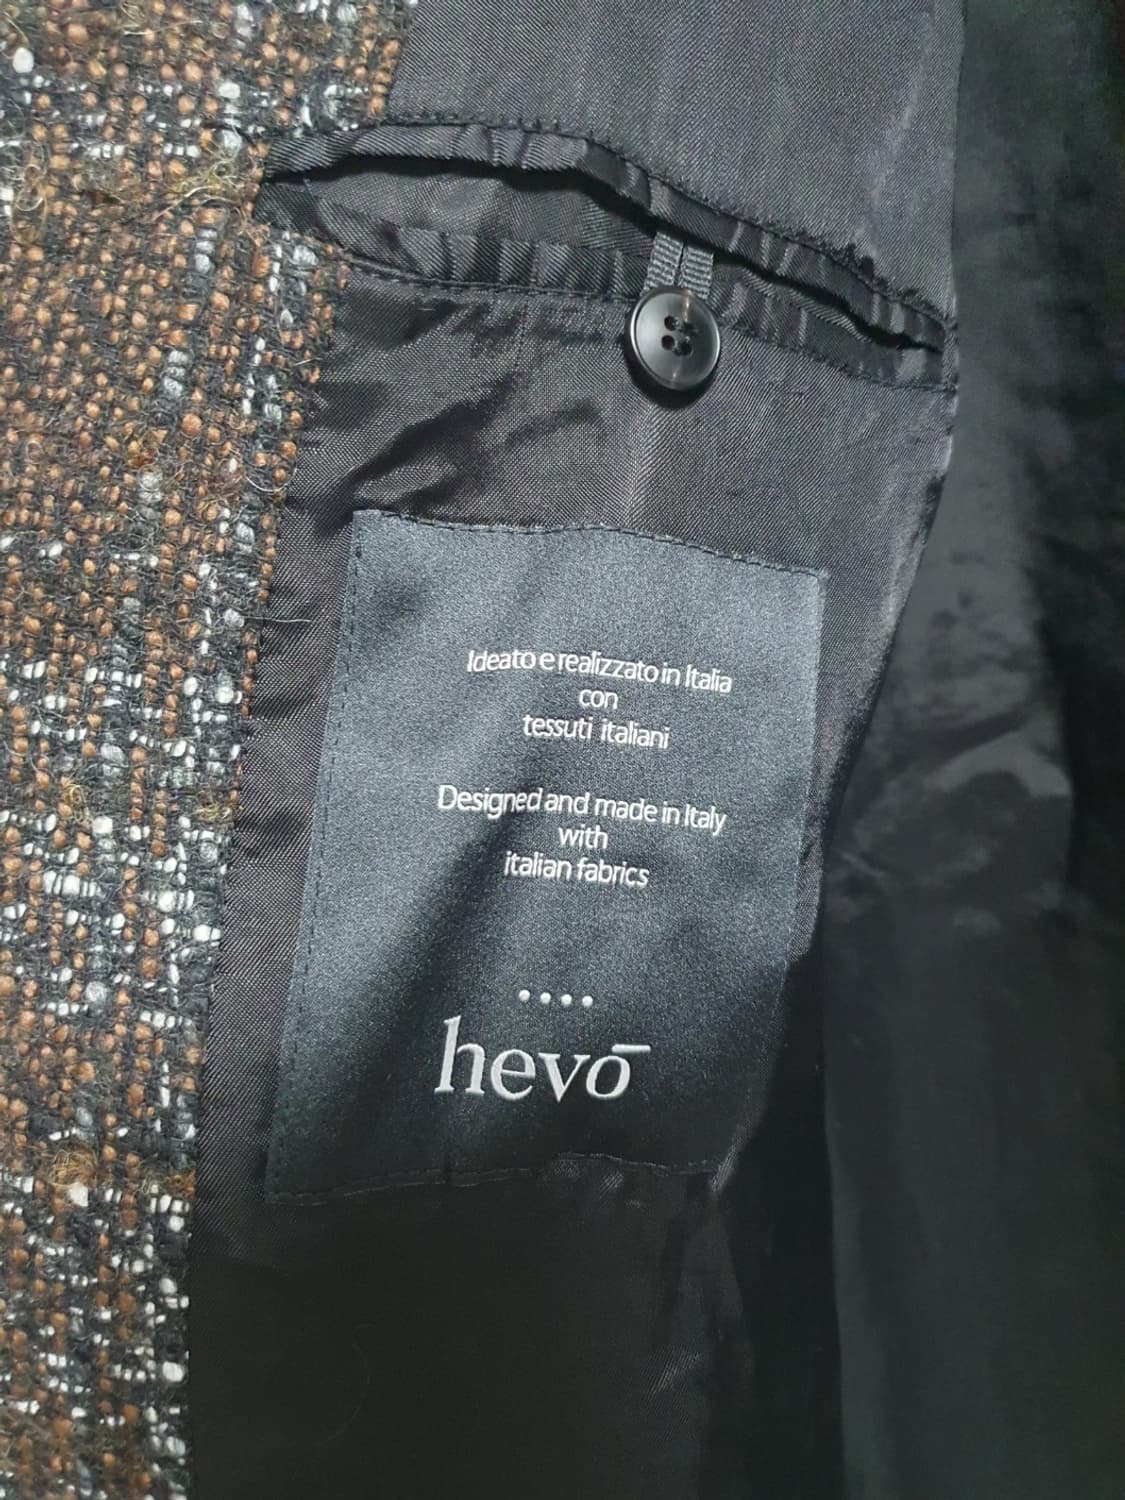 Ideato e realizzato in Italia
con
tessuti italiani
Designed and made in Italy
with
italian fabrics
hevō